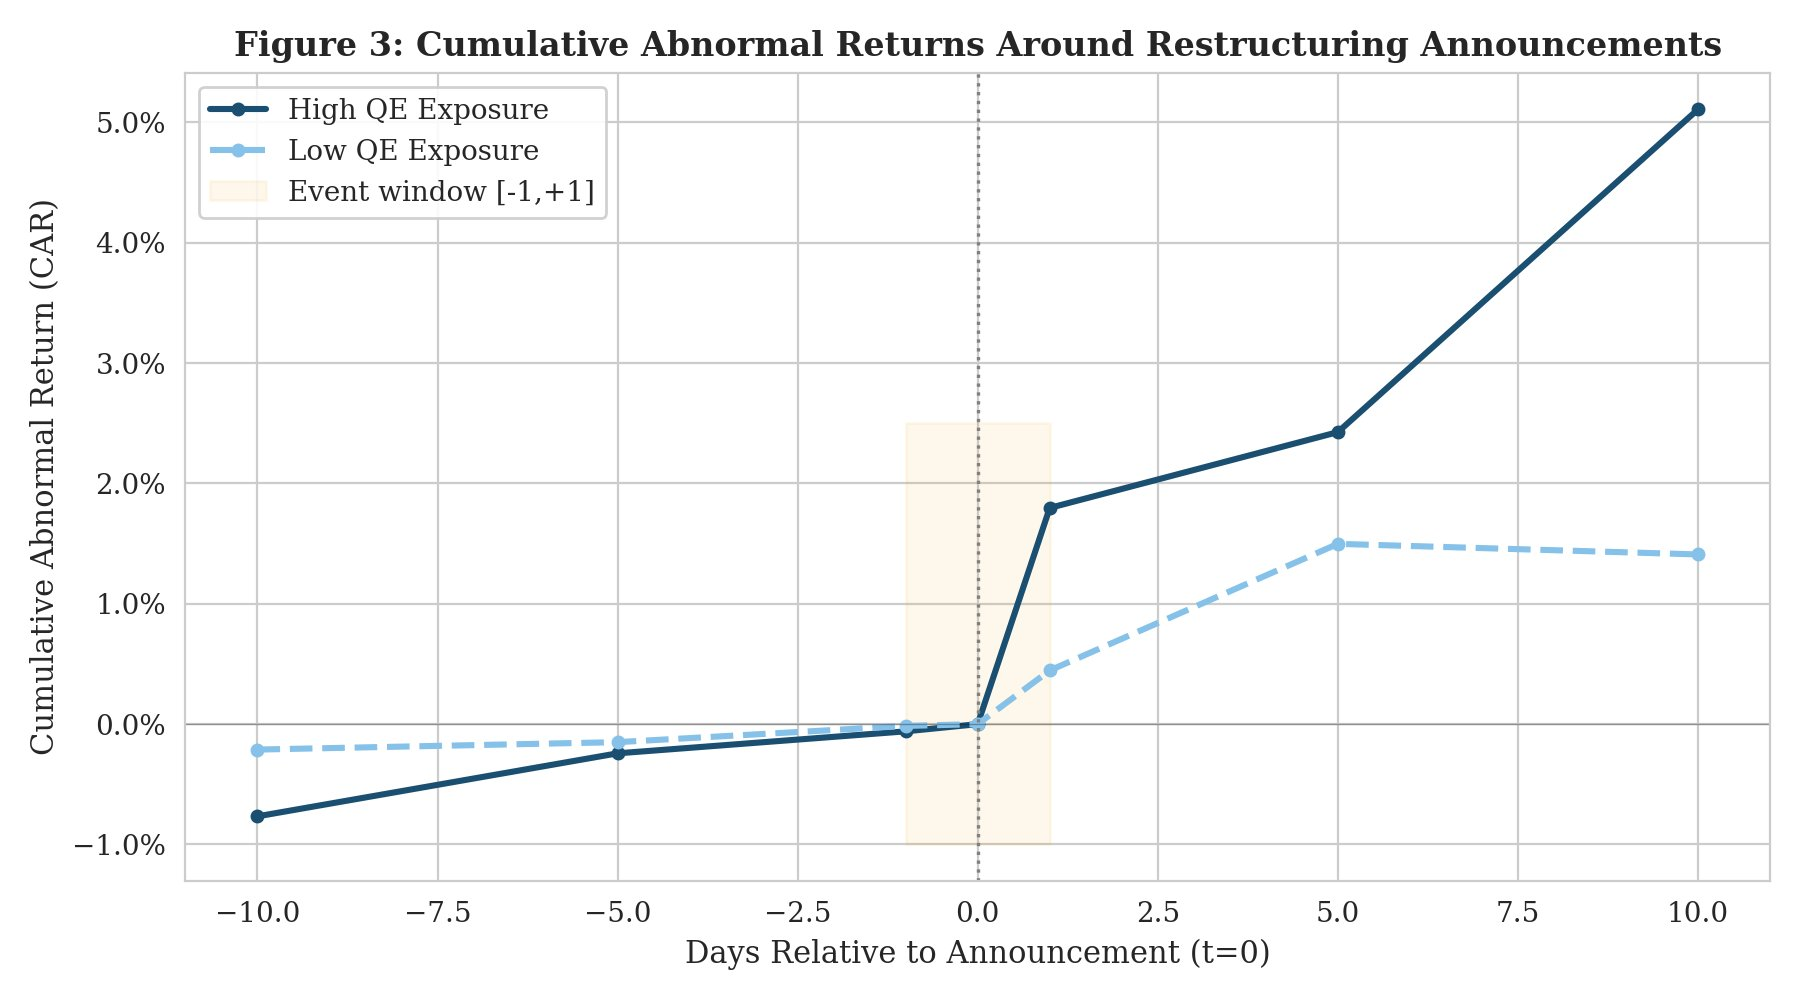 Figure 3: Cumulative Abnormal Returns Around Restructuring Announcements
High QE Exposure
Low QE Exposure
Event window [-1,+1]
Cumulative Abnormal Return (CAR)
5.0%
4.0%
3.0%
2.0%
1.0%
0.0%
−1.0%
−10.0 −7.5 −5.0 −2.5 0.0 2.5 5.0 7.5 10.0
Days Relative to Announcement (t=0)